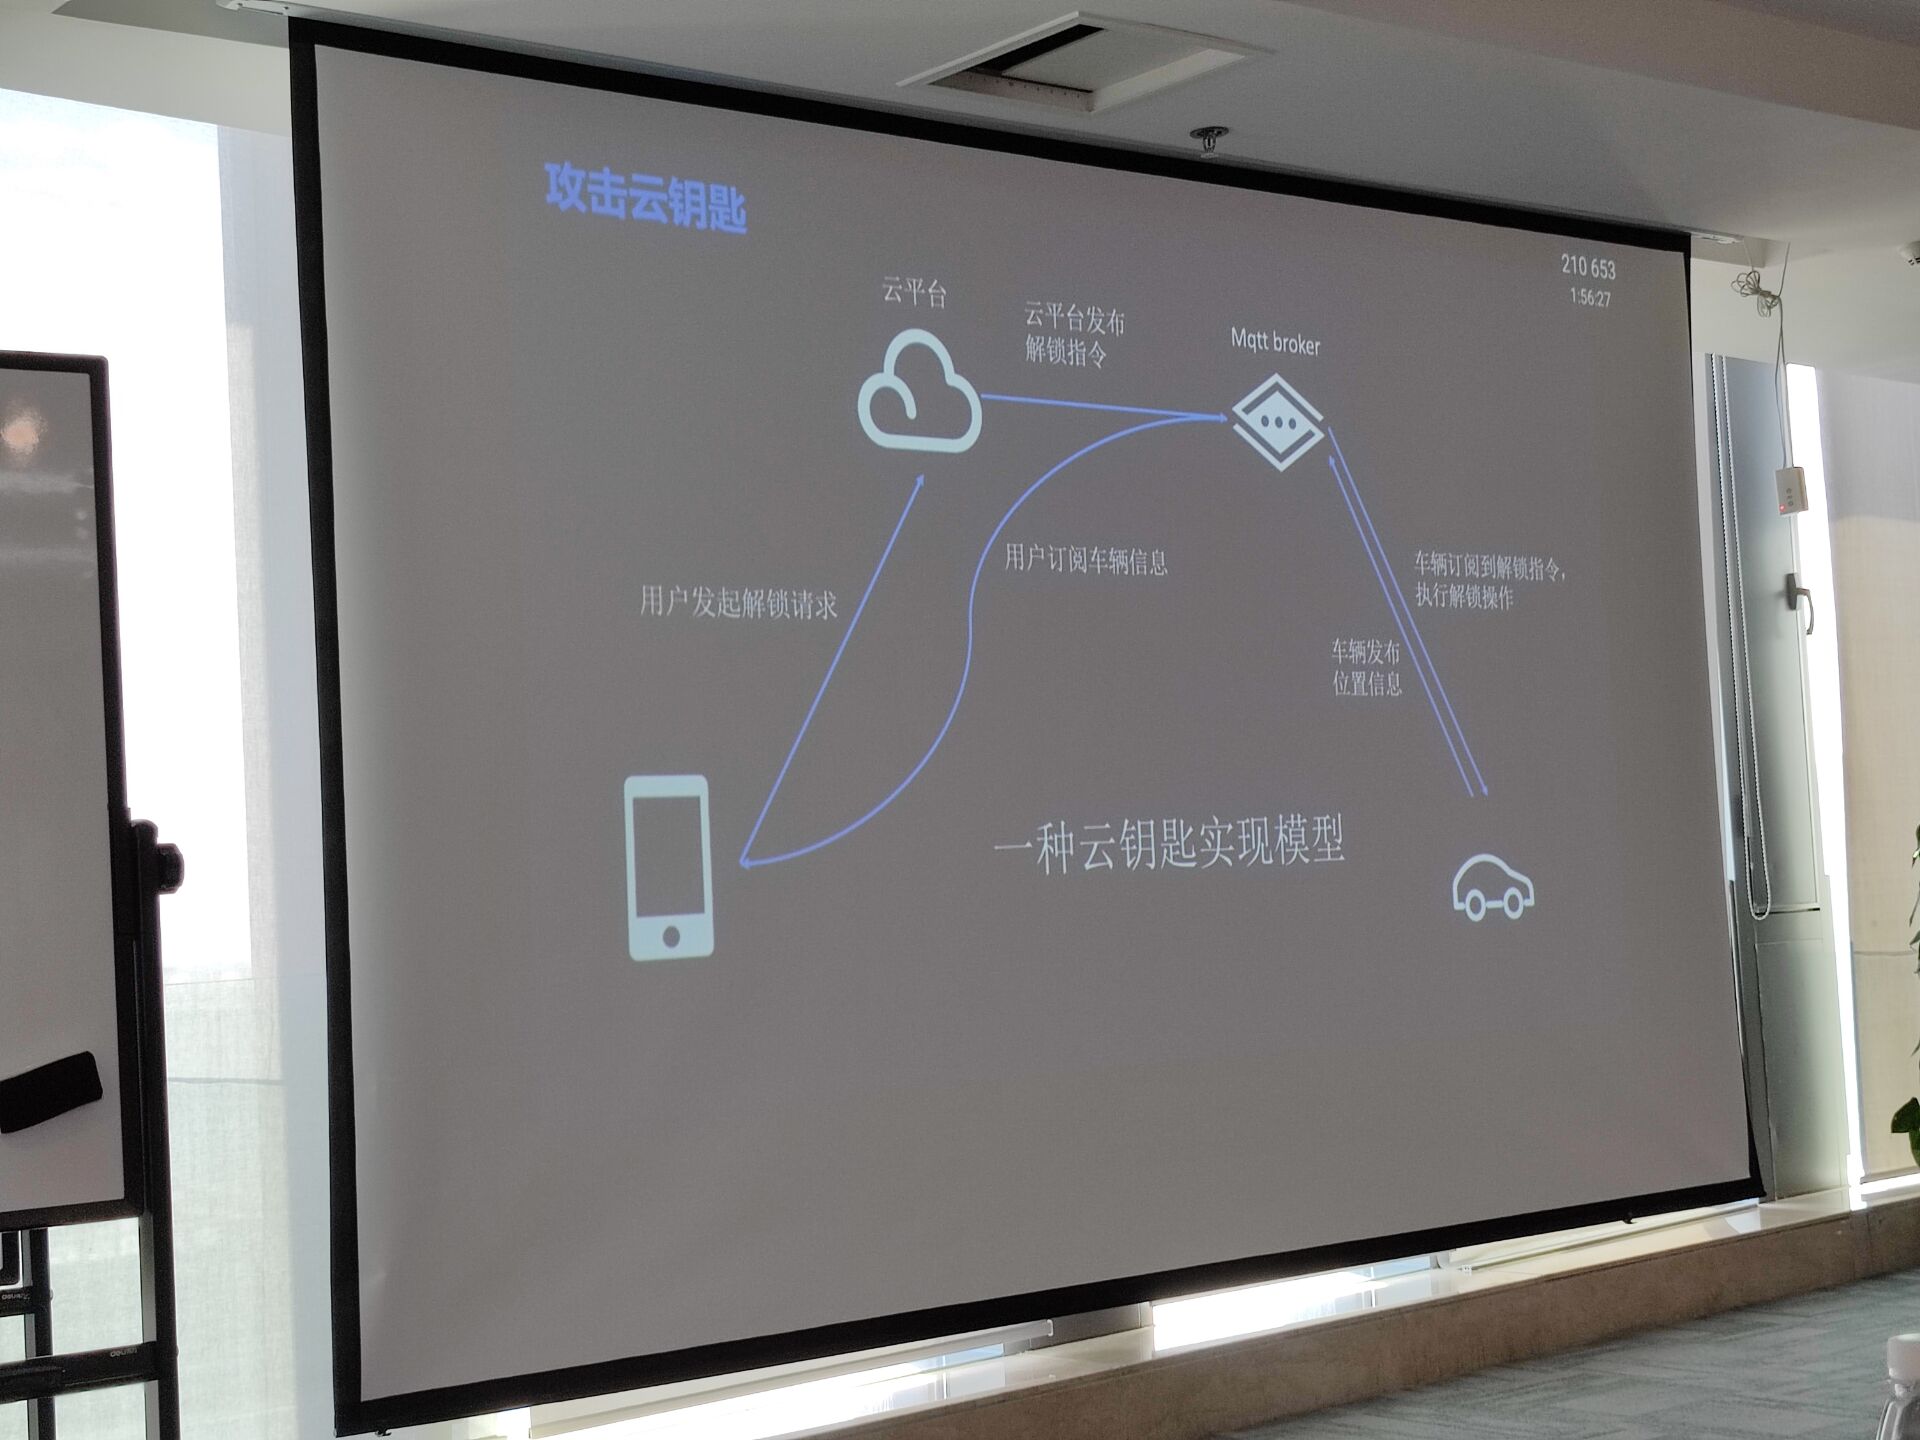 攻击云钥匙
210 653
1:56:27
云平台
云平台发布
解锁指令
Mqtt broker
用户订阅车辆信息
用户发起解锁请求
车辆订阅到解锁指令，
执行解锁操作
车辆发布
位置信息
一种云钥匙实现模型